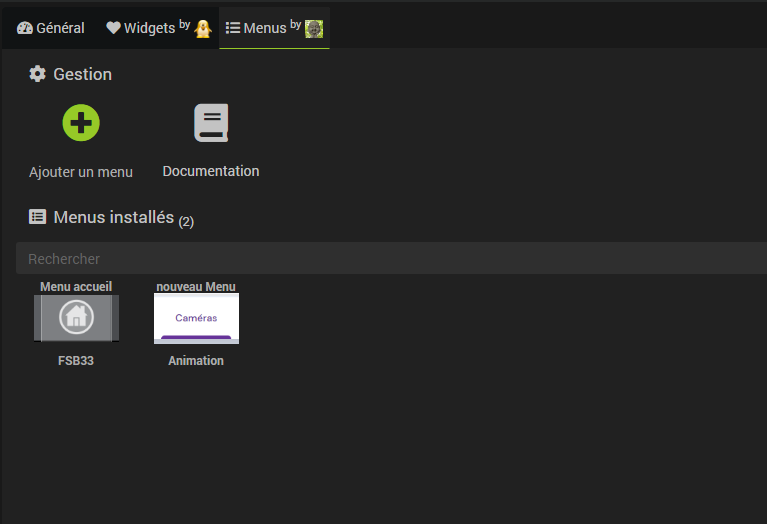 Général Widgets by Menus by
Gestion
Ajouter un menu Documentation
Menus installés (2)
Rechercher
Menu accueil nouveau Menu
Caméras
FSB33 Animation